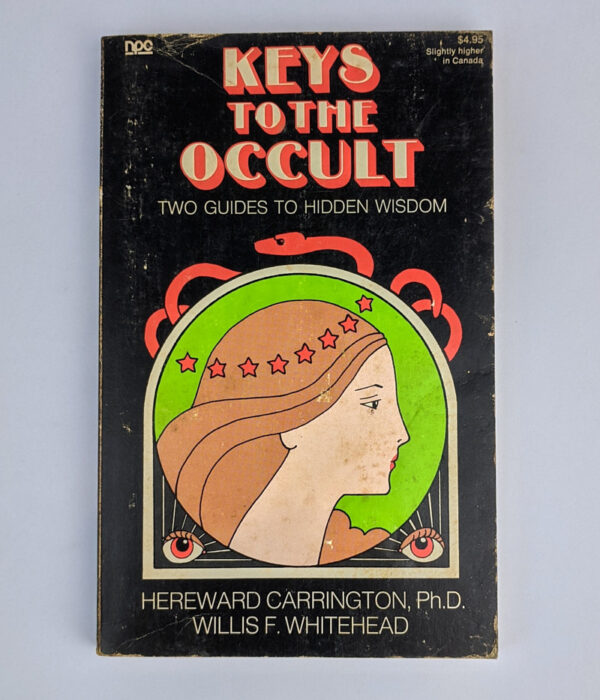 npc
$4.95
Slightly higher
in Canada
KEYS
TO THE
OCCULT
TWO GUIDES TO HIDDEN WISDOM
HEREWARD CARRINGTON, Ph.D.
WILLIS F. WHITEHEAD